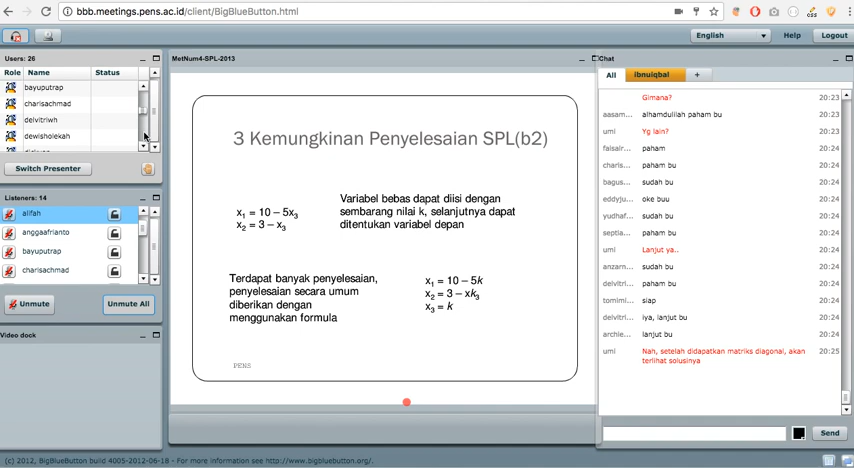 bbb.meetings.pens.ac.id/client/BigBlueButton.html
English
Help
Logout
Users: 26
Role Name Status
bayuputrap
charisachmad
delvitriwh
dewisholekah
Switch Presenter
Listeners: 14
alifah
anggaafrianto
bayuputrap
charisachmad
Unmute
Unmute All
Video dock
MetNum4-SPL-2013
3 Kemungkinan Penyelesaian SPL(b2)
x₁ = 10 – 5x₃
x₂ = 3 – x₃
Variabel bebas dapat diisi dengan
sembarang nilai k, selanjutnya dapat
ditentukan variabel depan
Terdapat banyak penyelesaian,
penyelesaian secara umum
diberikan dengan
menggunakan formula
x₁ = 10 – 5k
x₂ = 3 – xk₃
x₃ = k
PENS
Chat
All ibnuiqbal +
Gimana? 20:23
aasam... alhamdulilah paham bu 20:23
umi Yg lain? 20:23
faisalr... paham 20:24
charis... paham bu 20:24
bagus... sudah bu 20:24
eddyju... oke buu 20:24
yudhaf... sudah bu 20:24
septia... paham bu 20:24
umi Lanjut ya.. 20:24
anzarn... sudah bu 20:24
delvitri... paham bu 20:24
tomimi... siap 20:24
delvitri... iya, lanjut bu 20:24
archie... lanjut bu 20:24
umi Nah, setelah didapatkan matriks diagonal, akan 20:25
terlihat solusinya
Send
(c) 2012, BigBlueButton build 4005-2012-06-18 - For more information see http://www.bigbluebutton.org/.